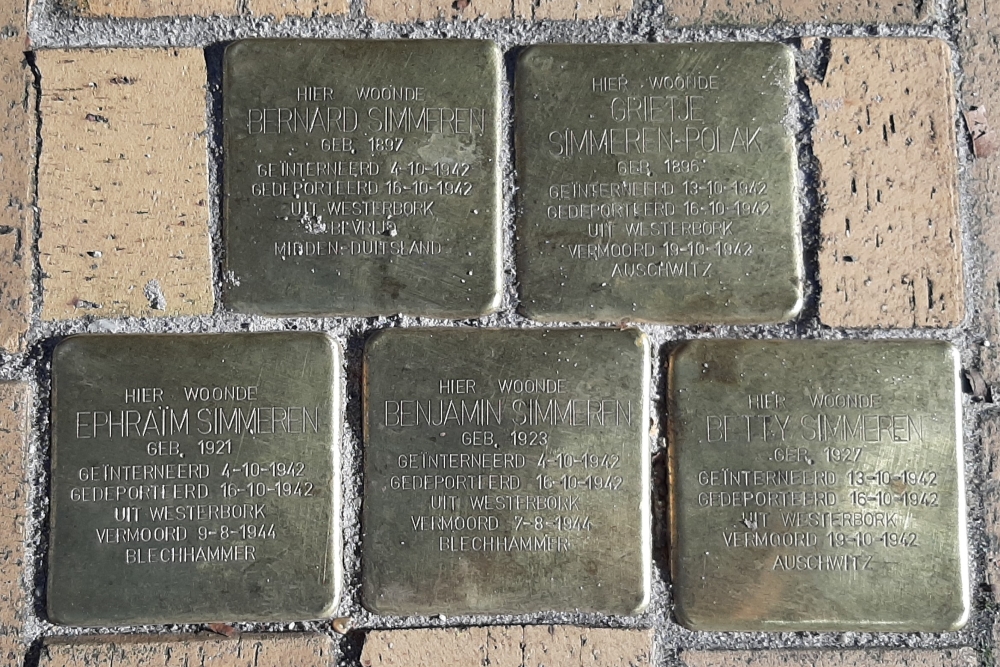 HIER WOONDE
BERNARD SIMMEREN
GEB. 1897
GEÏNTERNEERD 4-10-1942
GEDEPORTEERD 16-10-1942
UIT WESTERBORK
BEVRIJD
MIDDEN-DUITSLAND
HIER WOONDE
GRIETJE
SIMMEREN-POLAK
GEB. 1896
GEÏNTERNEERD 13-10-1942
GEDEPORTEERD 16-10-1942
UIT WESTERBORK
VERMOORD 19-10-1942
AUSCHWITZ
HIER WOONDE
EPHRAÏM SIMMEREN
GEB. 1921
GEÏNTERNEERD 4-10-1942
GEDEPORTEERD 16-10-1942
UIT WESTERBORK
VERMOORD 9-8-1944
BLECHHAMMER
HIER WOONDE
BENJAMIN SIMMEREN
GEB. 1923
GEÏNTERNEERD 4-10-1942
GEDEPORTEERD 16-10-1942
UIT WESTERBORK
VERMOORD 7-8-1944
BLECHHAMMER
HIER WOONDE
BETTY SIMMEREN
GEB. 1927
GEÏNTERNEERD 13-10-1942
GEDEPORTEERD 16-10-1942
UIT WESTERBORK
VERMOORD 19-10-1942
AUSCHWITZ